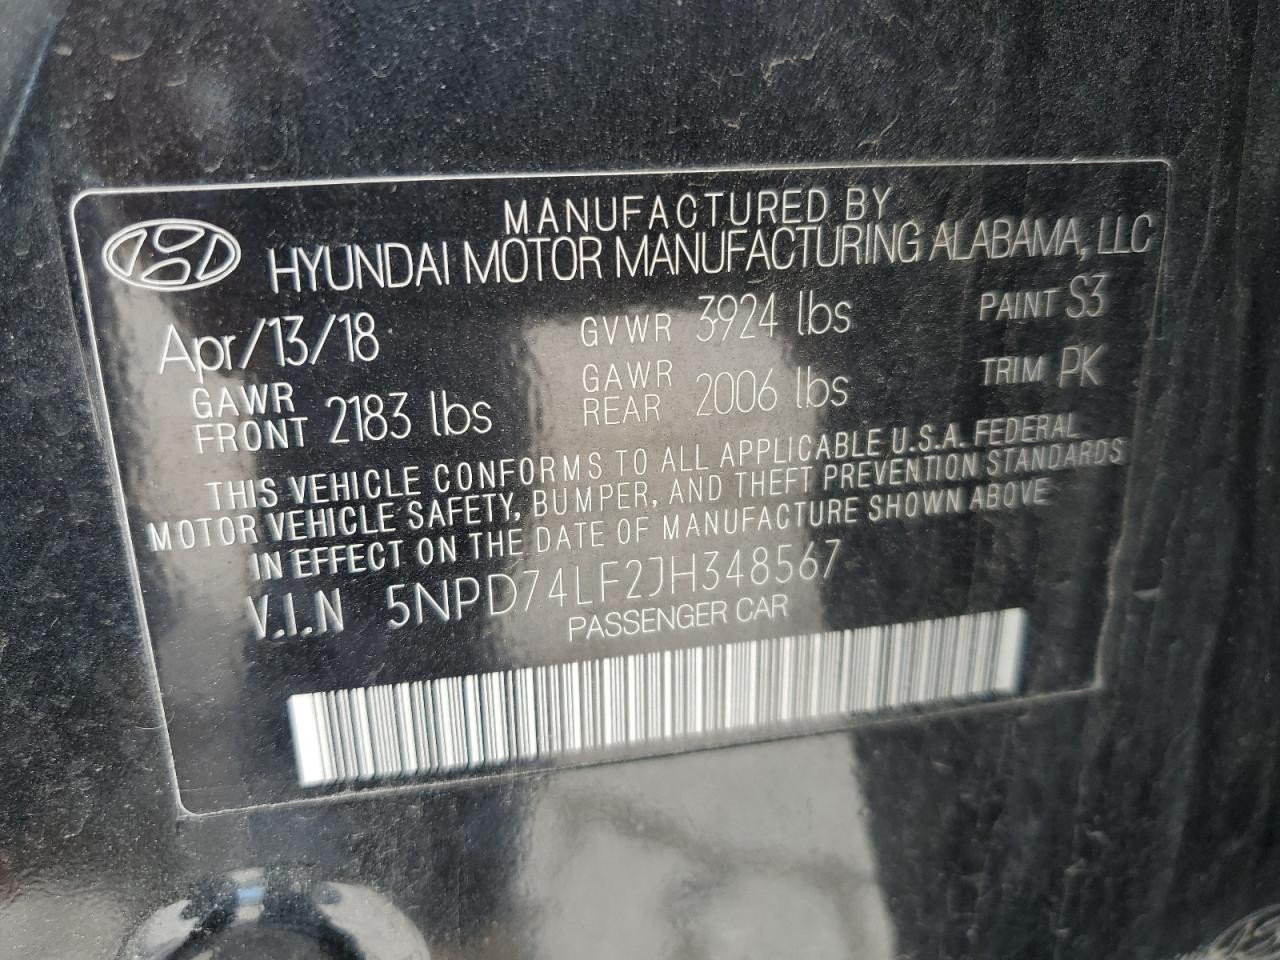 MANUFACTURED BY
HYUNDAI MOTOR MANUFACTURING ALABAMA, LLC
Apr/13/18 GVWR 3924 lbs PAINT S3
GAWR FRONT 2183 lbs GAWR REAR 2006 lbs TRIM PK
THIS VEHICLE CONFORMS TO ALL APPLICABLE U.S.A. FEDERAL
MOTOR VEHICLE SAFETY, BUMPER, AND THEFT PREVENTION STANDARDS
IN EFFECT ON THE DATE OF MANUFACTURE SHOWN ABOVE
V.I.N 5NPD74LF2JH348567
PASSENGER CAR